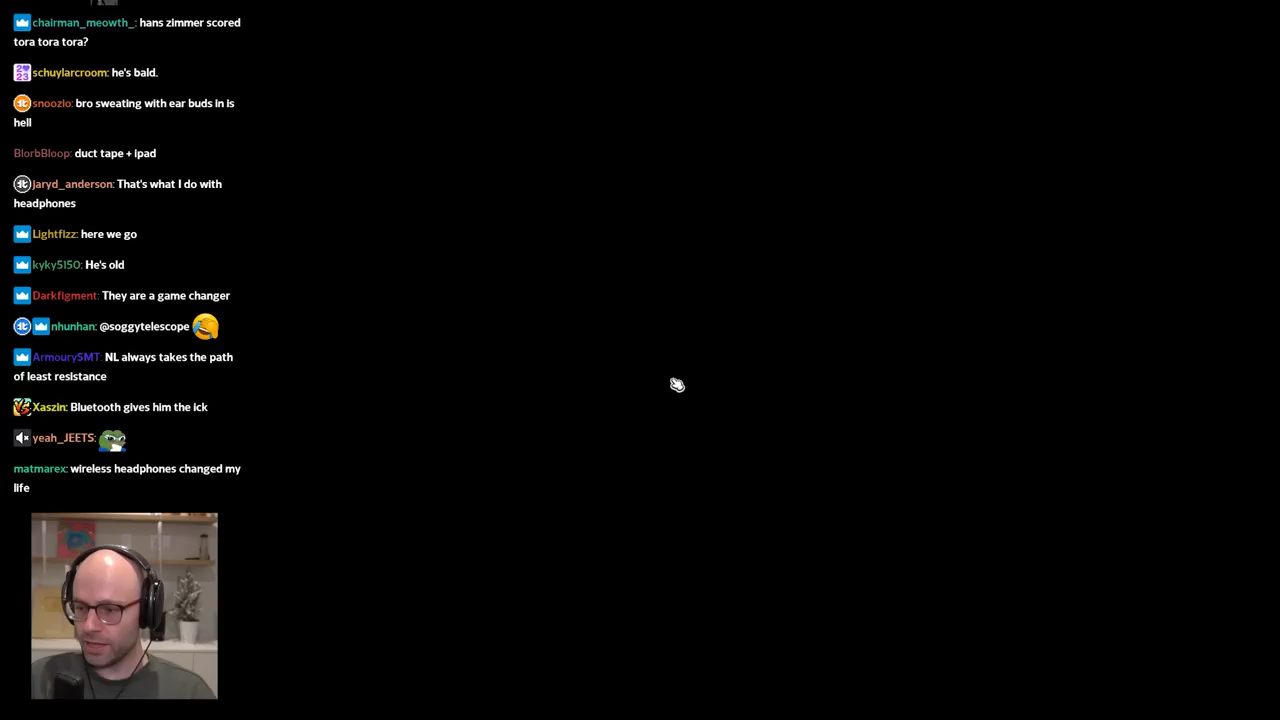 chairman_meowth_: hans zimmer scored
tora tora tora?
schuylarcroom: he's bald.
snoozio: bro sweating with ear buds in is
hell
BlorbBloop: duct tape + ipad
jaryd_anderson: That's what I do with
headphones
Lightfizz: here we go
kyky5150: He's old
Darkfigment: They are a game changer
nhunhan: @soggytelescope
ArmourySMT: NL always takes the path
of least resistance
Xaszin: Bluetooth gives him the ick
yeah_JEETS:
matmarex: wireless headphones changed my
life